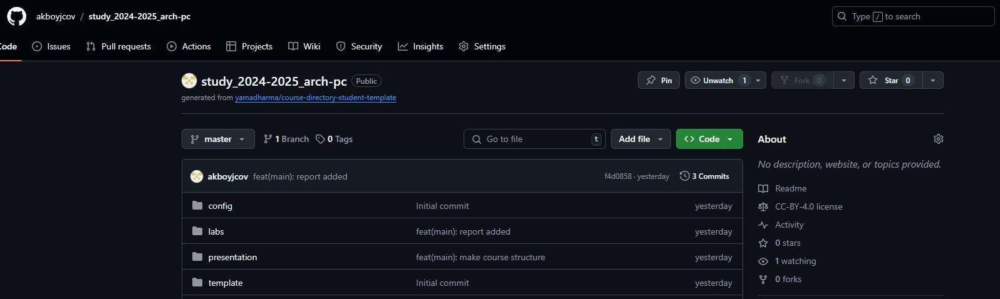 akboyjcov / study_2024-2025_arch-pc
Type / to search
Code Issues Pull requests Actions Projects Wiki Security Insights Settings
study_2024-2025_arch-pc Public
Pin Unwatch 1 Fork 0 Star 0
generated from yamadharma/course-directory-student-template
master 1 Branch 0 Tags Go to file t Add file Code
akboyjcov feat(main): report added f4d0858 · yesterday 3 Commits
config Initial commit yesterday
labs feat(main): report added yesterday
presentation feat(main): make course structure yesterday
template Initial commit yesterday
About
No description, website, or topics provided.
Readme
CC-BY-4.0 license
Activity
0 stars
1 watching
0 forks